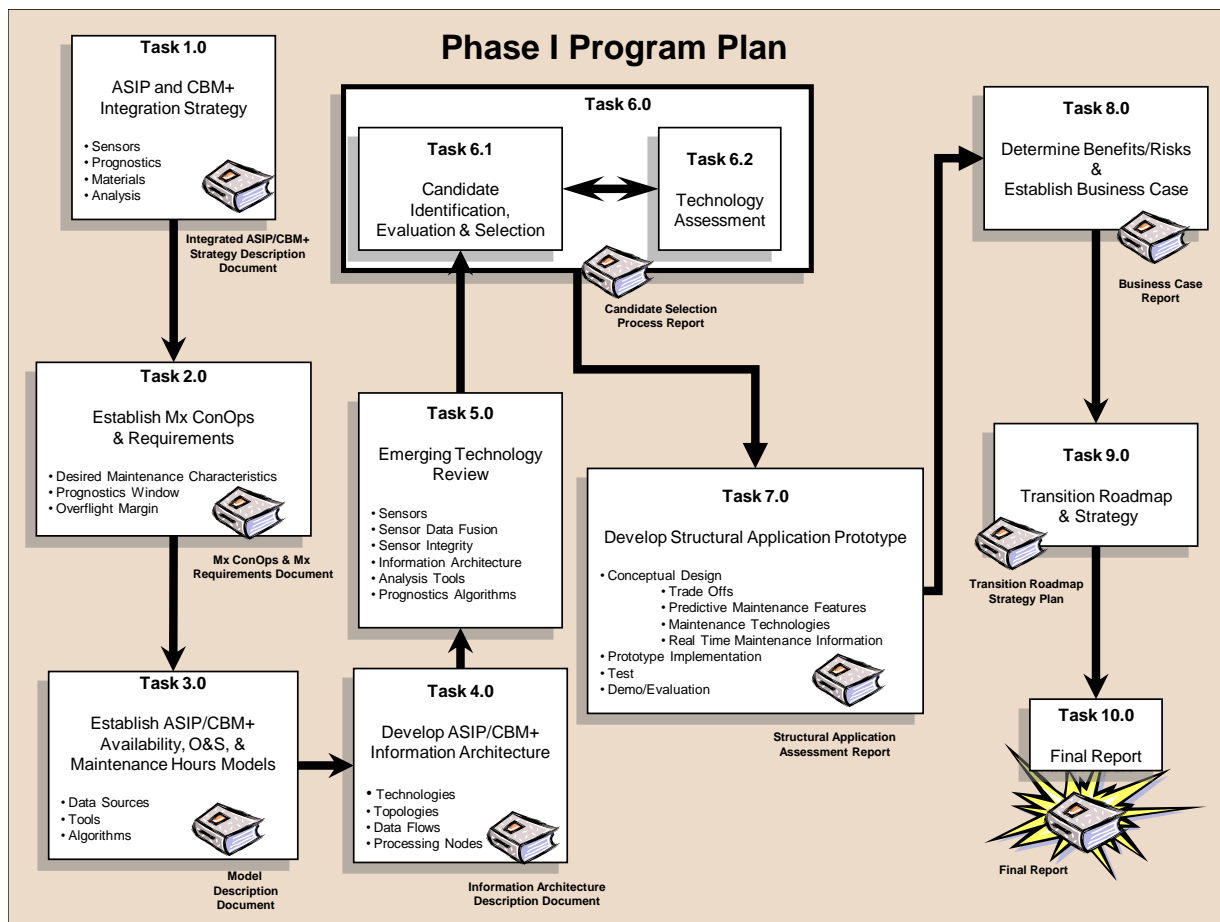 Phase I Program Plan
Task 1.0
ASIP and CBM+
Integration Strategy
• Sensors
• Prognostics
• Materials
• Analysis
Integrated ASIP/CBM+
Strategy Description
Document
Task 2.0
Establish Mx ConOps
& Requirements
• Desired Maintenance Characteristics
• Prognostics Window
• Overflight Margin
Mx ConOps & Mx
Requirements Document
Task 3.0
Establish ASIP/CBM+
Availability, O&S, &
Maintenance Hours Models
• Data Sources
• Tools
• Algorithms
Model
Description
Document
Task 4.0
Develop ASIP/CBM+
Information Architecture
• Technologies
• Topologies
• Data Flows
• Processing Nodes
Information Architecture
Description Document
Task 5.0
Emerging Technology
Review
• Sensors
• Sensor Data Fusion
• Sensor Integrity
• Information Architecture
• Analysis Tools
• Prognostics Algorithms
Task 6.0
Task 6.1
Candidate
Identification,
Evaluation & Selection
Task 6.2
Technology
Assessment
Candidate Selection
Process Report
Task 7.0
Develop Structural Application Prototype
• Conceptual Design
• Trade Offs
• Predictive Maintenance Features
• Maintenance Technologies
• Real Time Maintenance Information
• Prototype Implementation
• Test
• Demo/Evaluation
Structural Application
Assessment Report
Task 8.0
Determine Benefits/Risks
&
Establish Business Case
Business Case
Report
Task 9.0
Transition Roadmap
& Strategy
Transition Roadmap
Strategy Plan
Task 10.0
Final Report
Final Report